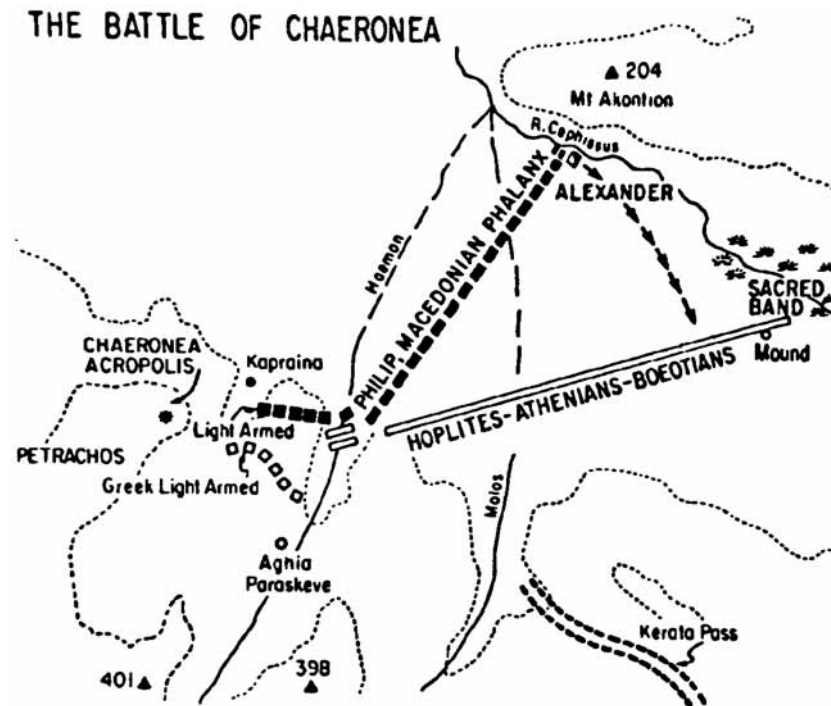 THE BATTLE OF CHAERONEA
204
Mt Akontion
R. Cephissus
ALEXANDER
PHILIP, MACEDONIAN PHALANX
Haemon
SACRED
BAND
Mound
CHAERONEA
ACROPOLIS
Kapraina
HOPLITES-ATHENIANS-BOEOTIANS
Light Armed
PETRACHOS
Greek Light Armed
Molos
Aghia
Paraskeve
Kerata Pass
401
398